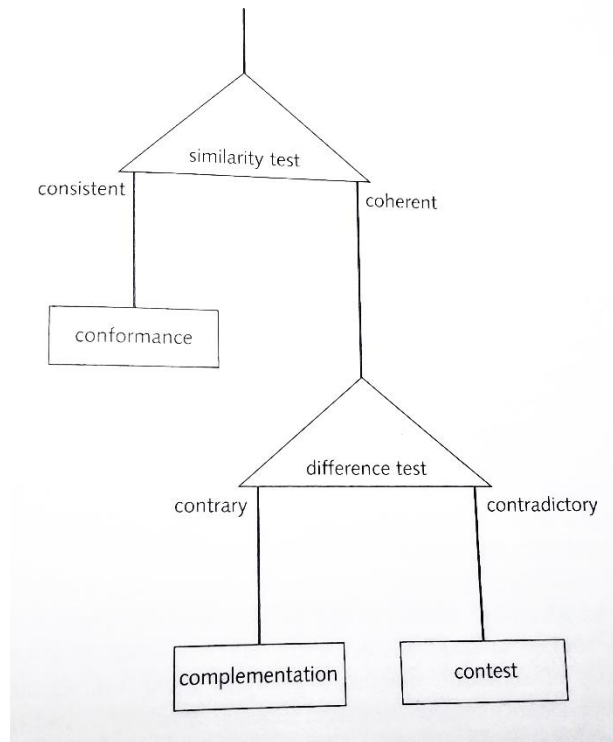 similarity test
consistent
coherent
conformance
difference test
contrary
contradictory
complementation
contest